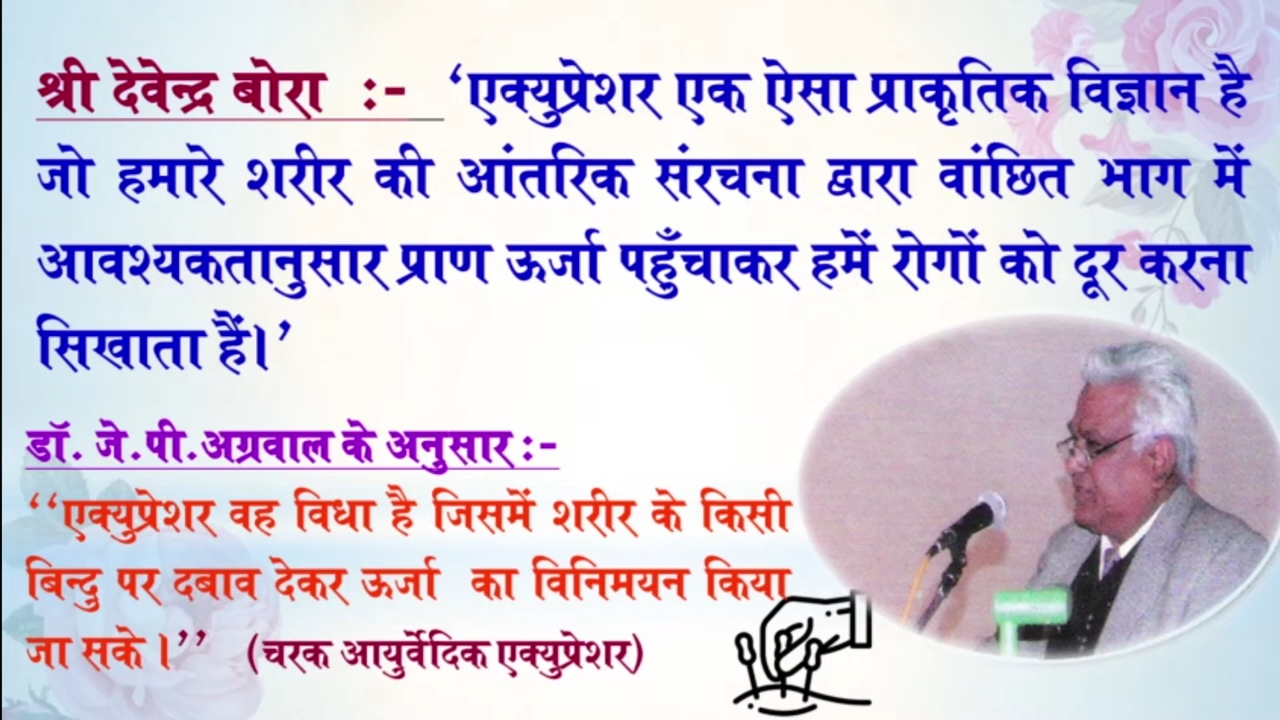 श्री देवेन्द्र बोरा :- ‘एक्युप्रेशर एक ऐसा प्राकृतिक विज्ञान है
जो हमारे शरीर की आंतरिक संरचना द्वारा वांछित भाग में
आवश्यकतानुसार प्राण ऊर्जा पहुँचाकर हमें रोगों को दूर करना
सिखाता हैं।’
डॉ. जे.पी.अग्रवाल के अनुसार :-
‘‘एक्युप्रेशर वह विधा है जिसमें शरीर के किसी
बिन्दु पर दबाव देकर ऊर्जा का विनिमयन किया
जा सके।’’ (चरक आयुर्वेदिक एक्युप्रेशर)